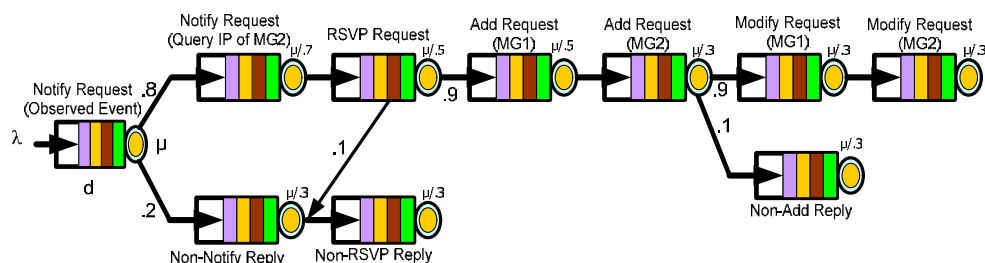 Notify Request
(Observed Event)
λ
μ
d
.8
.2
Notify Request
(Query IP of MG2)
μ/.7
RSVP Request
μ/.5
.9
.1
Add Request
(MG1)
μ/.5
Add Request
(MG2)
μ/.3
.9
.1
Modify Request
(MG1)
μ/.3
Modify Request
(MG2)
μ/.3
μ/.3
Non-Notify Reply
μ/.3
Non-RSVP Reply
μ/.3
Non-Add Reply